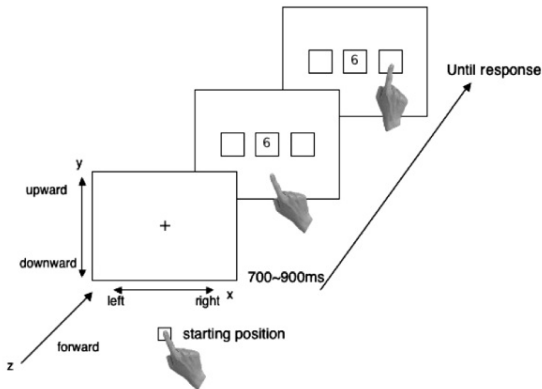 6
Until response
6
y
upward
+
downward
700~900ms
left
right
x
starting position
forward
z